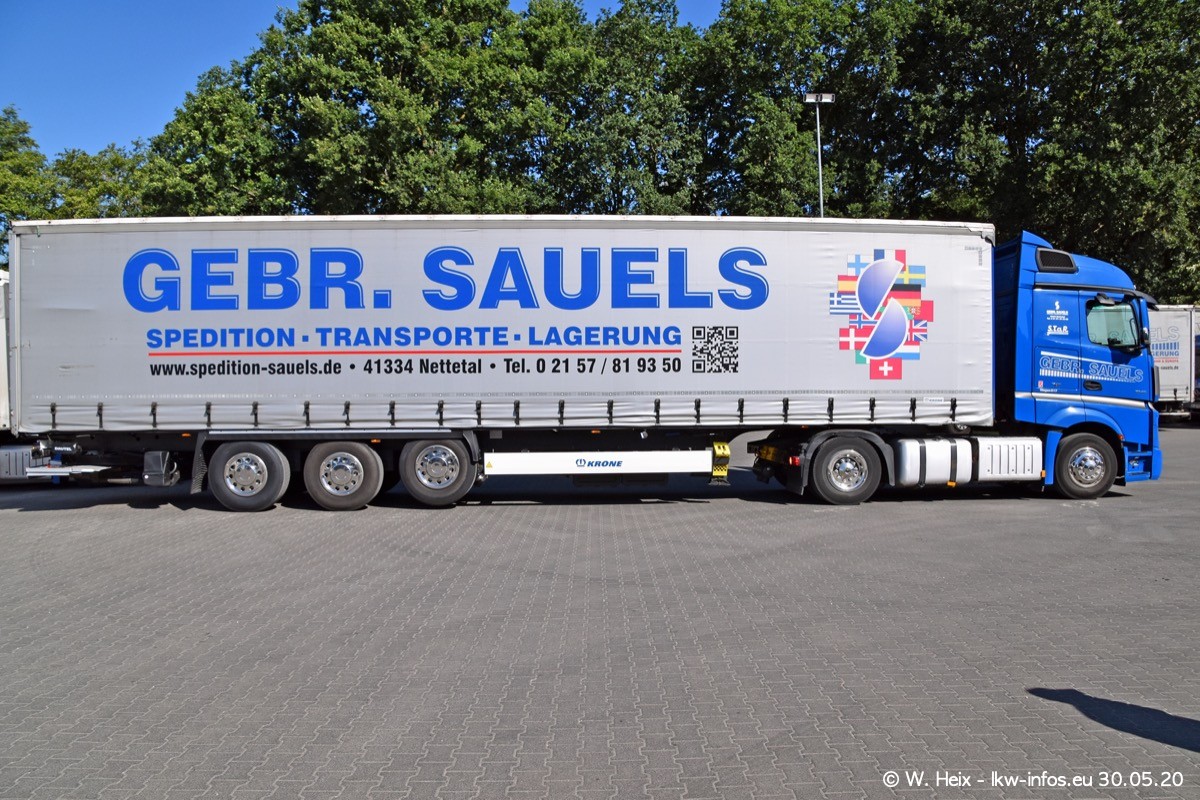 GEBR. SAUELS
SPEDITION · TRANSPORTE · LAGERUNG
www.spedition-sauels.de • 41334 Nettetal • Tel. 0 21 57 / 81 93 50
KRONE
GEBR. SAUELS
© W. Heix - lkw-infos.eu 30.05.20